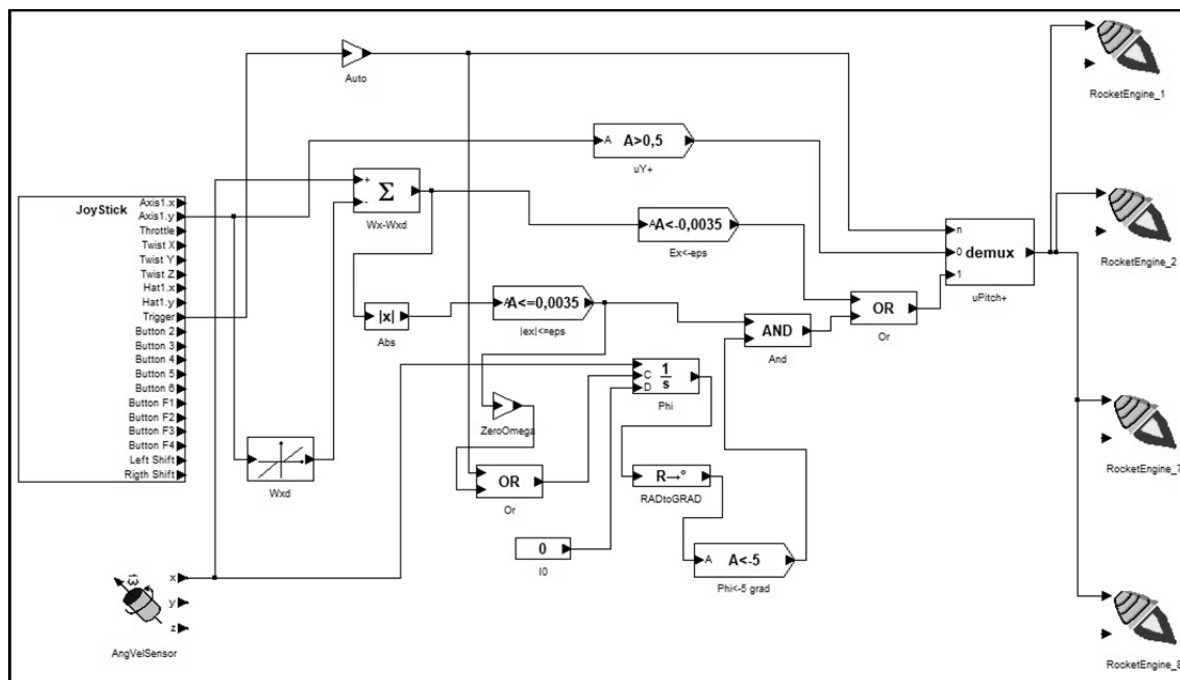 Auto
RocketEngine_1
A A>0,5
uY+
JoyStick
Axis1.x
Axis1.y
Throttle
Twist X
Twist Y
Twist Z
Hat1.x
Hat1.y
Trigger
Button 2
Button 3
Button 4
Button 5
Button 6
Button F1
Button F2
Button F3
Button F4
Left Shift
Rigth Shift
+
-
Σ
Wx-Wxd
A A<-0,0035
Ex<-eps
n
0
1
demux
uPitch+
RocketEngine_2
|x|
Abs
A A<=0,0035
|ex|<=eps
AND
And
OR
Or
1
s
C
D
Phi
ZeroOmega
Wxd
OR
Or
R→°
RADtoGRAD
RocketEngine_7
0
I0
A A<-5
Phi<-5 grad
x
y
z
AngVelSensor
RocketEngine_8